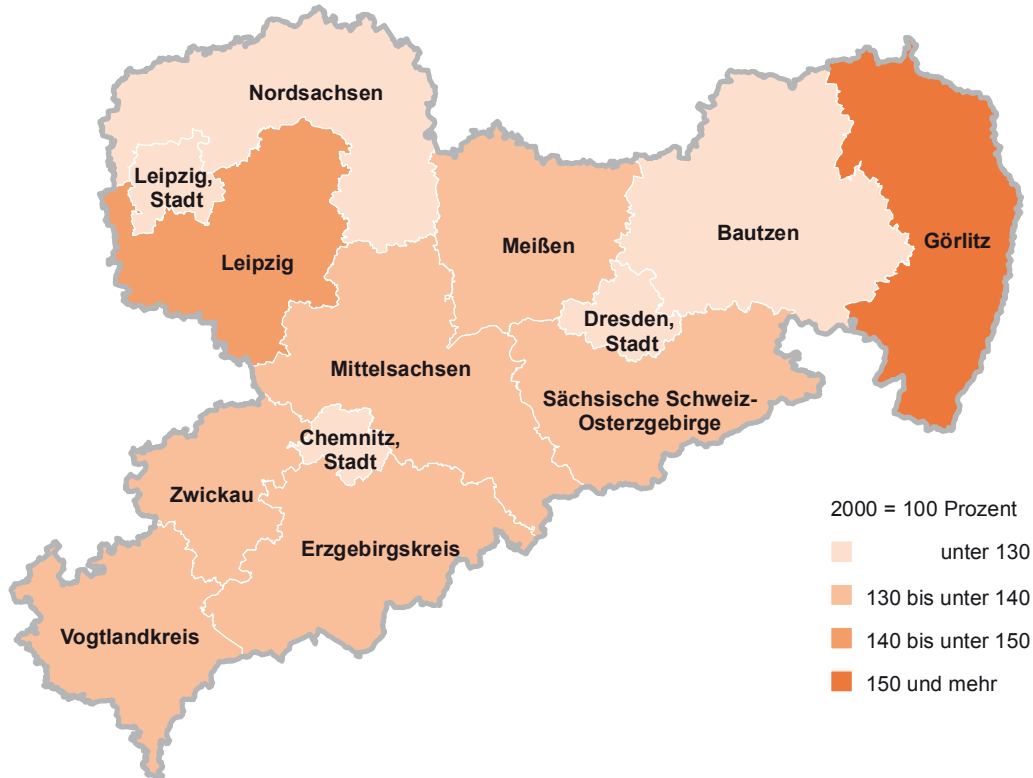 Nordsachsen
Leipzig,
Stadt
Leipzig
Meißen
Bautzen
Görlitz
Dresden,
Stadt
Mittelsachsen
Sächsische Schweiz-
Osterzgebirge
Chemnitz,
Stadt
Zwickau
Erzgebirgskreis
Vogtlandkreis
2000 = 100 Prozent
unter 130
130 bis unter 140
140 bis unter 150
150 und mehr